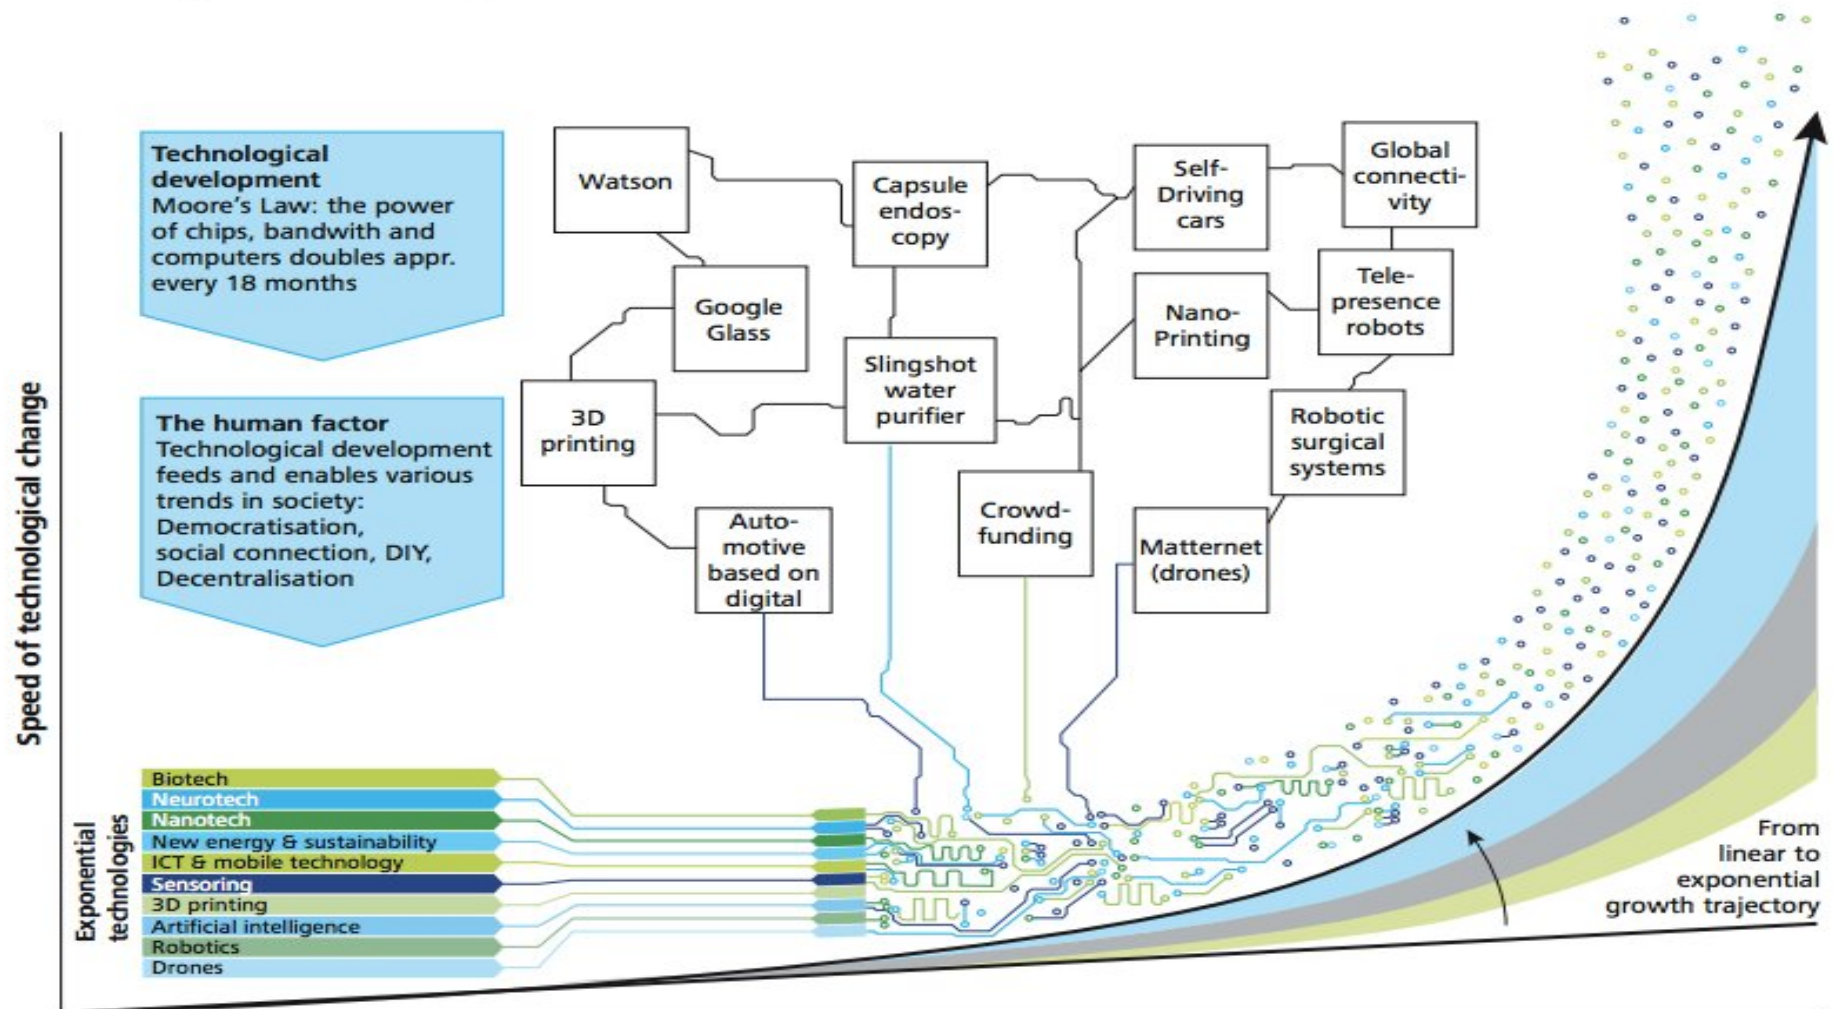 Speed of technological change
Technological
development
Moore's Law: the power
of chips, bandwith and
computers doubles appr.
every 18 months
The human factor
Technological development
feeds and enables various
trends in society:
Democratisation,
social connection, DIY,
Decentralisation
Watson
Google
Glass
3D
printing
Auto-
motive
based on
digital
Capsule
endos-
copy
Slingshot
water
purifier
Crowd-
funding
Self-
Driving
cars
Nano-
Printing
Matternet
(drones)
Global
connecti-
vity
Tele-
presence
robots
Robotic
surgical
systems
Exponential
technologies
Biotech
Neurotech
Nanotech
New energy & sustainability
ICT & mobile technology
Sensoring
3D printing
Artificial intelligence
Robotics
Drones
From
linear to
exponential
growth trajectory